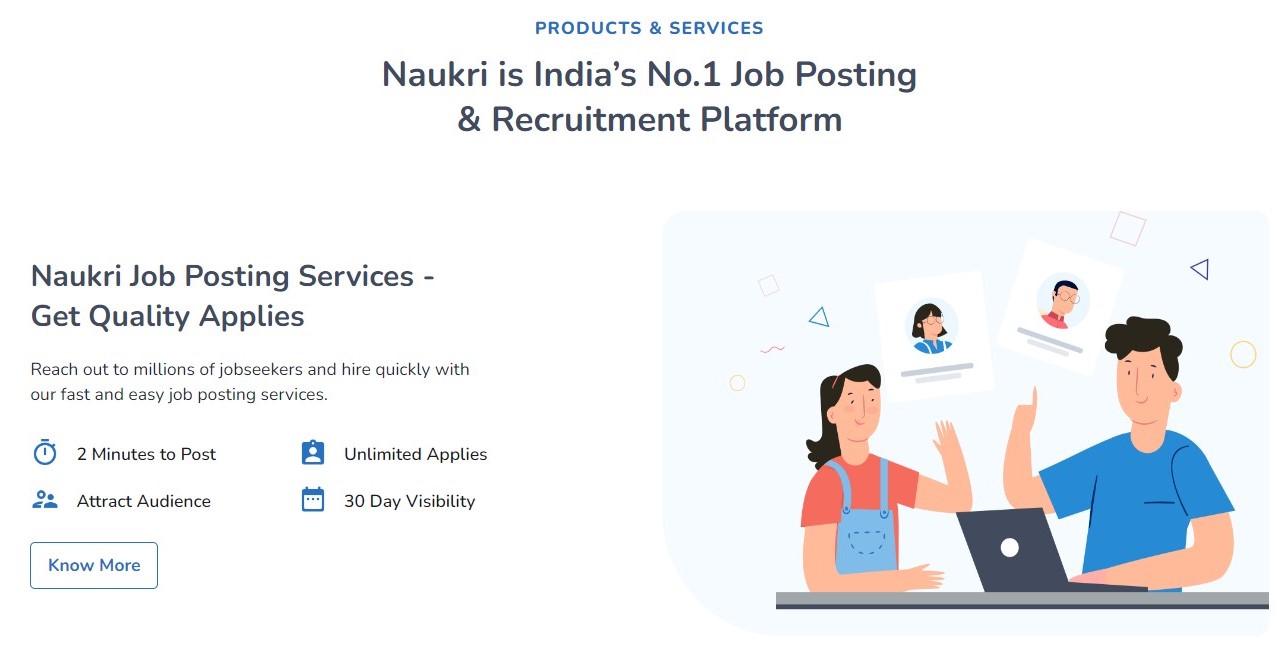 PRODUCTS & SERVICES
Naukri is India’s No.1 Job Posting
& Recruitment Platform
Naukri Job Posting Services -
Get Quality Applies
Reach out to millions of jobseekers and hire quickly with
our fast and easy job posting services.
2 Minutes to Post
Unlimited Applies
Attract Audience
30 Day Visibility
Know More